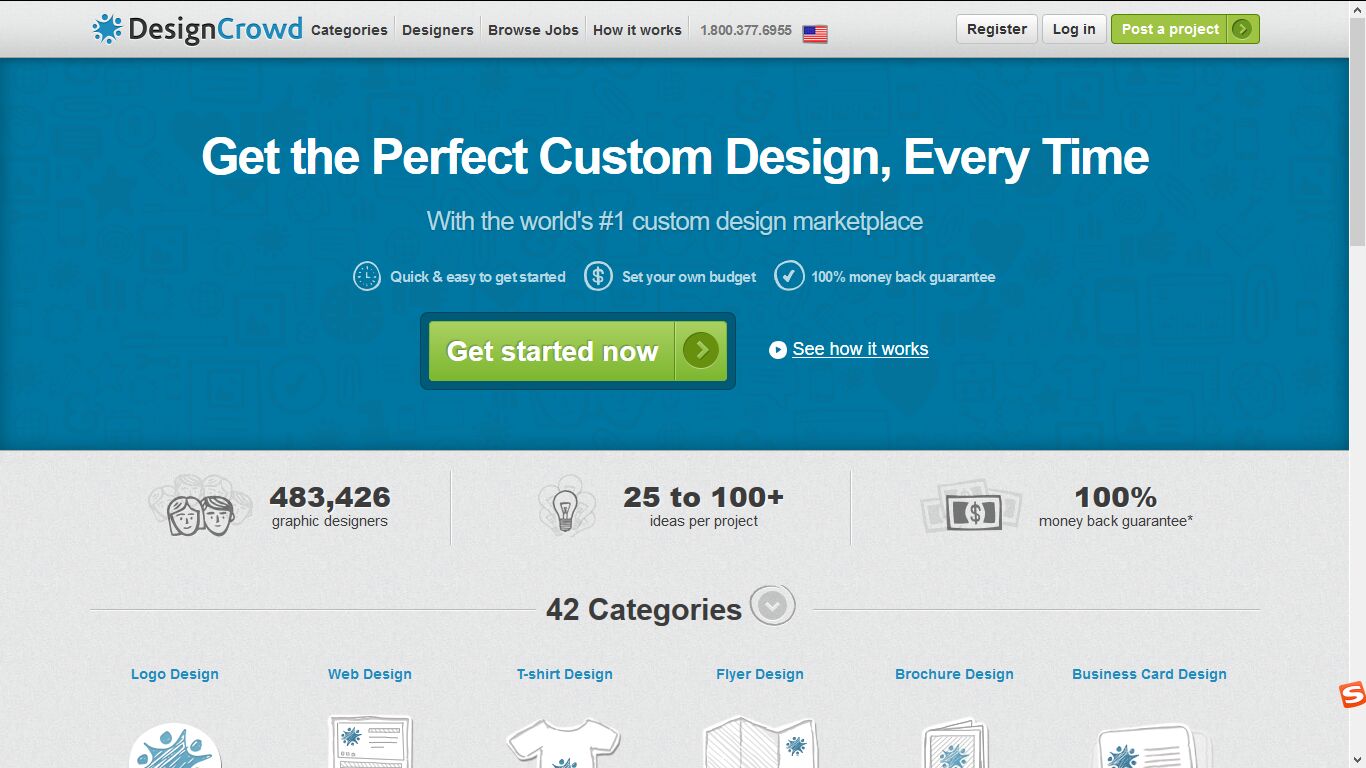 DesignCrowd Categories Designers Browse Jobs How it works 1.800.377.6955 Register Log in Post a project
Get the Perfect Custom Design, Every Time
With the world's #1 custom design marketplace
Quick & easy to get started $ Set your own budget 100% money back guarantee
Get started now See how it works
483,426 25 to 100+ $ 100%
graphic designers ideas per project money back guarantee*
42 Categories
Logo Design Web Design T-shirt Design Flyer Design Brochure Design Business Card Design
S